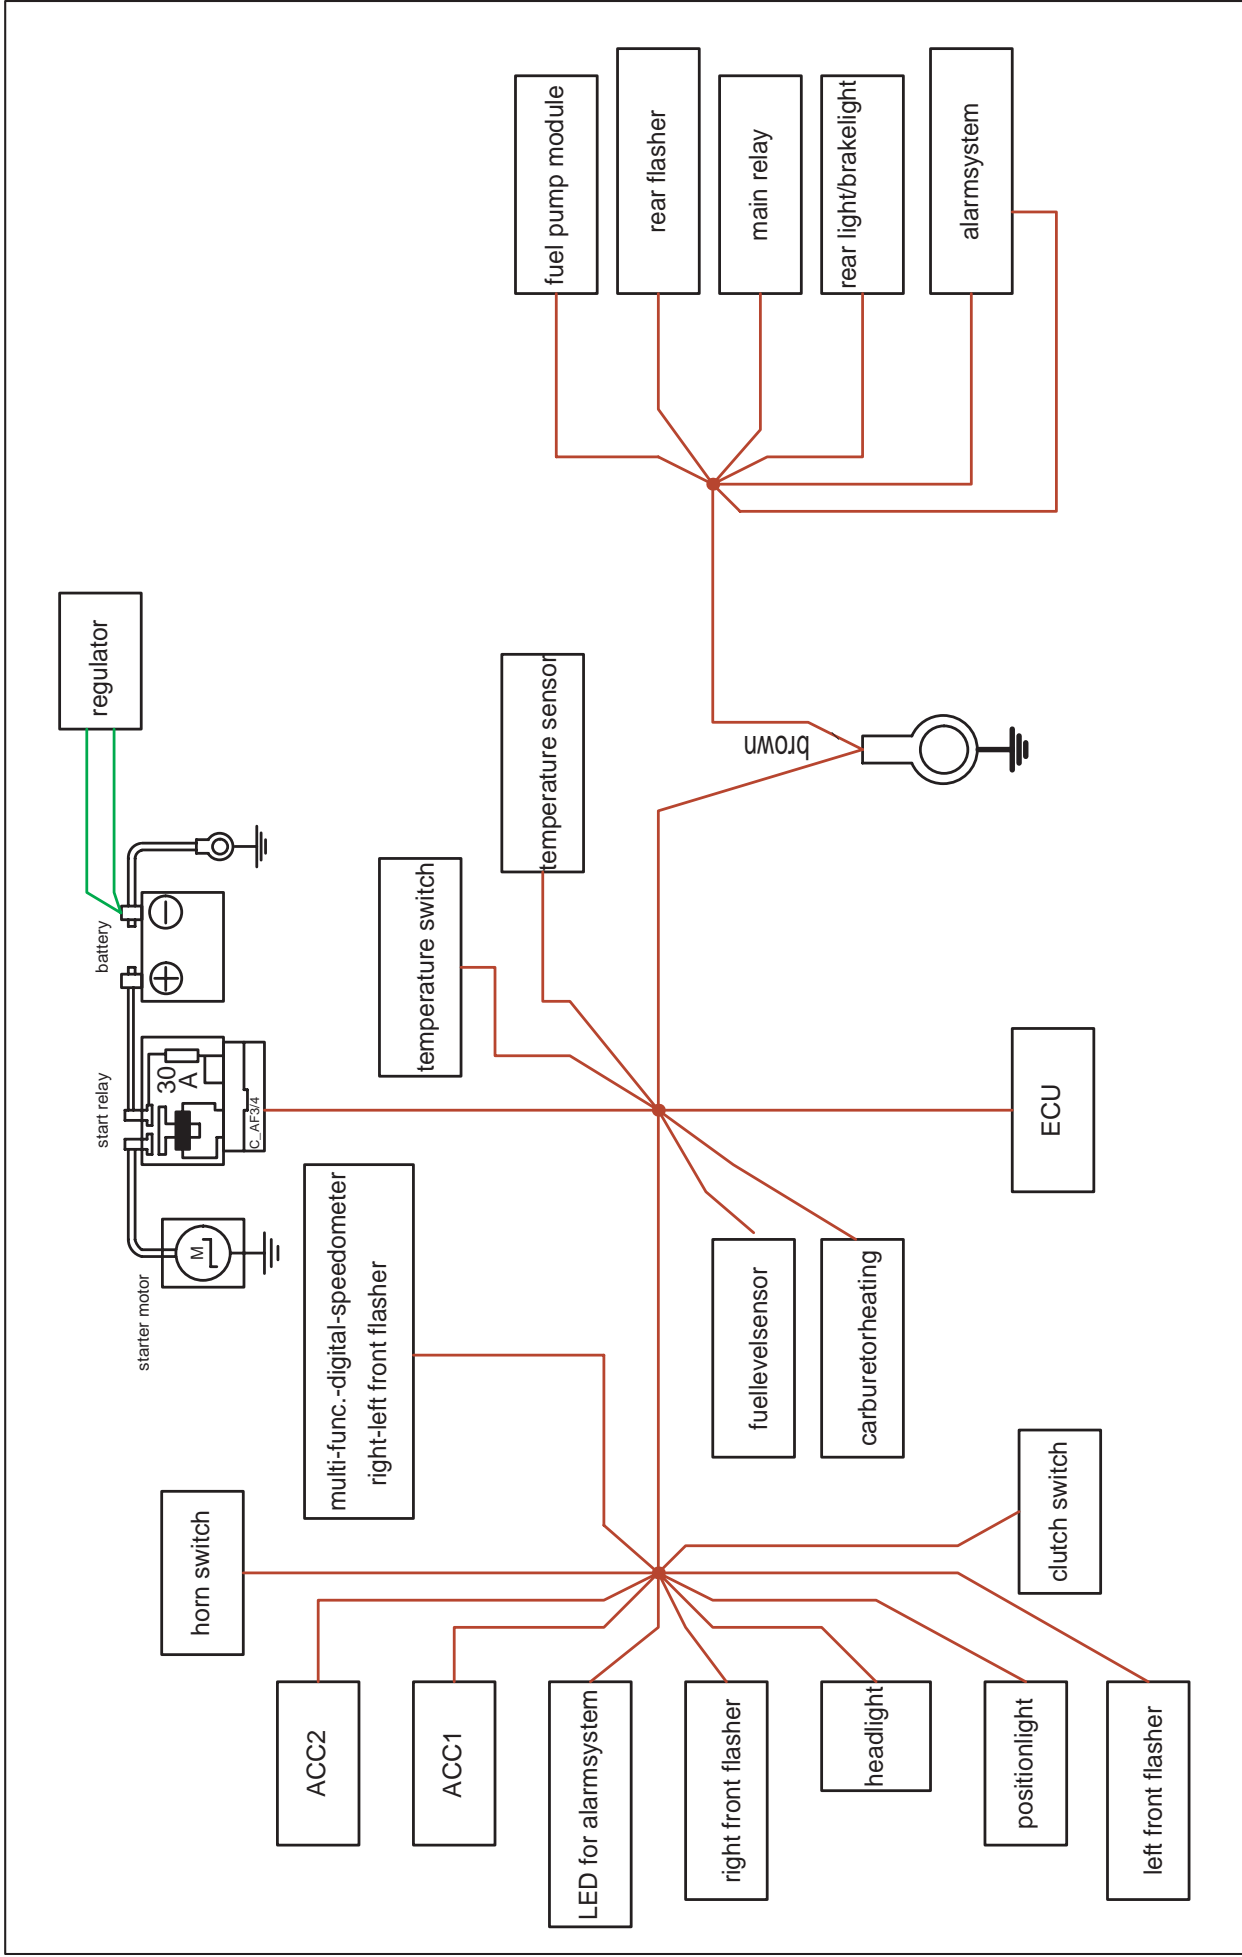 starter motor
start relay
battery
regulator
M
30
A
C_AF3/4
horn switch
multi-func.-digital-speedometer
right-left front flasher
temperature switch
temperature sensor
fuel pump module
rear flasher
main relay
rear light/brakelight
alarmsystem
brown
ACC2
ACC1
LED for alarmsystem
right front flasher
headlight
positionlight
left front flasher
clutch switch
fuellevelsensor
carburetorheating
ECU